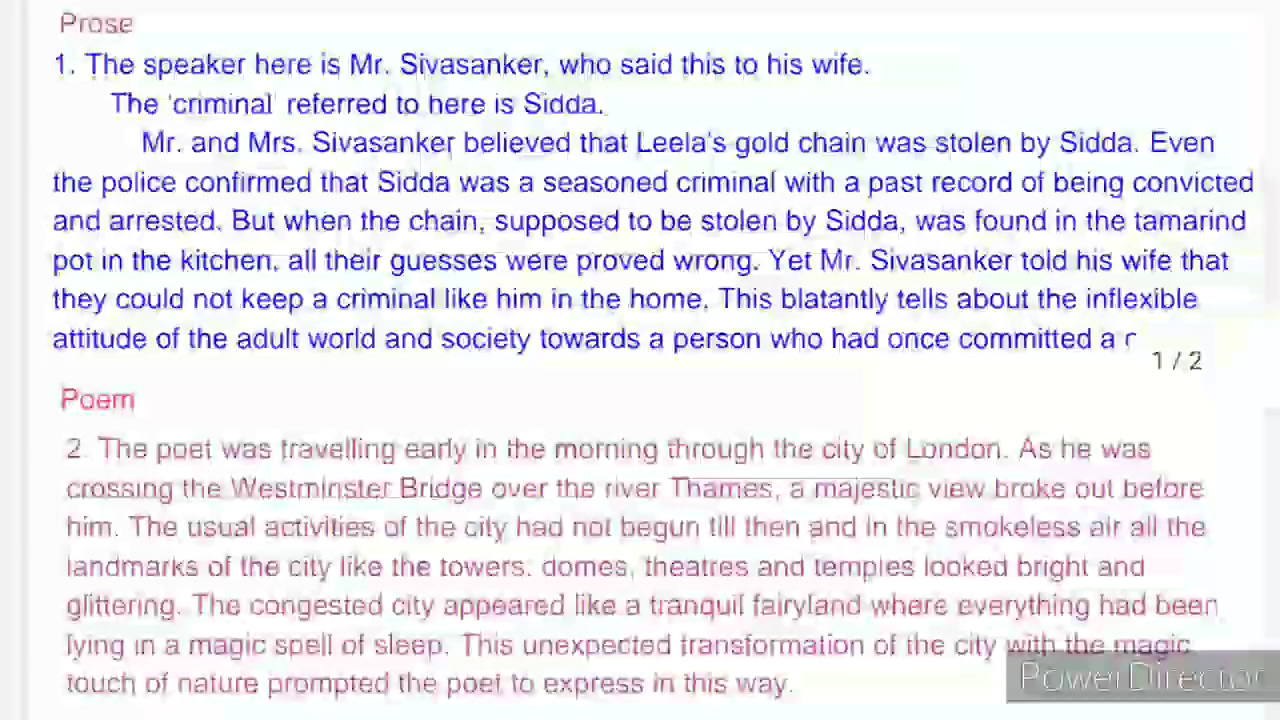 Prose
1. The speaker here is Mr. Sivasanker, who said this to his wife.
The 'criminal' referred to here is Sidda.
Mr. and Mrs. Sivasanker believed that Leela's gold chain was stolen by Sidda. Even
the police confirmed that Sidda was a seasoned criminal with a past record of being convicted
and arrested. But when the chain, supposed to be stolen by Sidda, was found in the tamarind
pot in the kitchen, all their guesses were proved wrong. Yet Mr. Sivasanker told his wife that
they could not keep a criminal like him in the home. This blatantly tells about the inflexible
attitude of the adult world and society towards a person who had once committed a
1 / 2
Poem
2. The poet was travelling early in the morning through the city of London. As he was
crossing the Westminster Bridge over the river Thames, a majestic view broke out before
him. The usual activities of the city had not begun till then and in the smokeless air all the
landmarks of the city like the towers, domes, theatres and temples looked bright and
glittering. The congested city appeared like a tranquil fairyland where everything had been
lying in a magic spell of sleep. This unexpected transformation of the city with the magic
touch of nature prompted the poet to express in this way.
PowerDirector